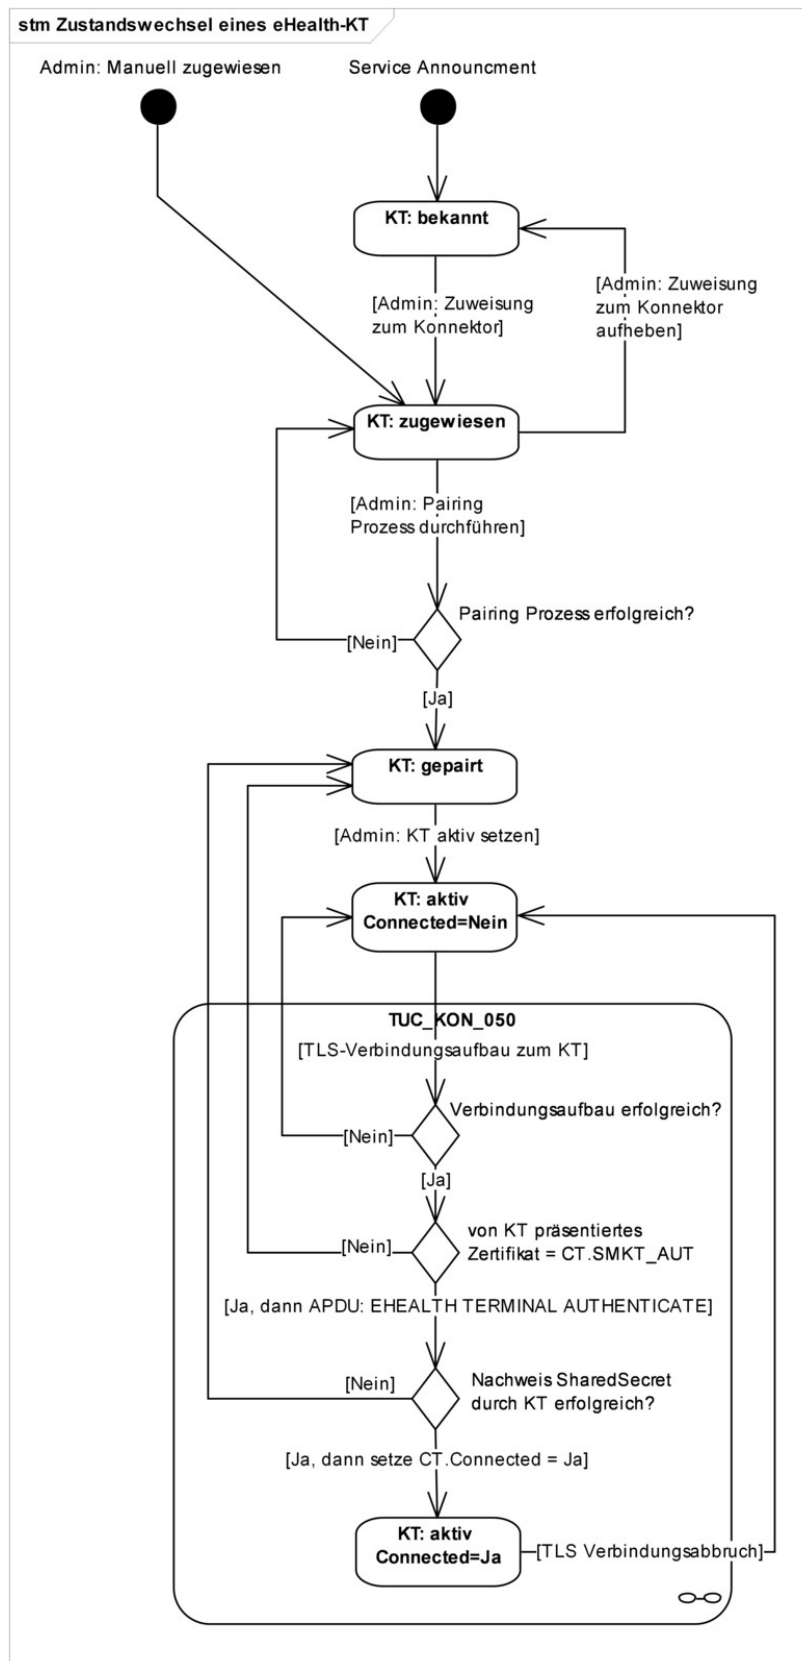 stm Zustandswechsel eines eHealth-KT
Admin: Manuell zugewiesen
Service Announcment
KT: bekannt
[Admin: Zuweisung
zum Konnektor]
[Admin: Zuweisung
zum Konnektor
aufheben]
KT: zugewiesen
[Admin: Pairing
Prozess durchführen]
Pairing Prozess erfolgreich?
[Nein]
[Ja]
KT: gepairt
[Admin: KT aktiv setzen]
KT: aktiv
Connected=Nein
TUC_KON_050
[TLS-Verbindungsaufbau zum KT]
Verbindungsaufbau erfolgreich?
[Nein]
[Ja]
von KT präsentiertes
Zertifikat = CT.SMKT_AUT
[Nein]
[Ja, dann APDU: EHEALTH TERMINAL AUTHENTICATE]
Nachweis SharedSecret
durch KT erfolgreich?
[Nein]
[Ja, dann setze CT.Connected = Ja]
KT: aktiv
Connected=Ja
[TLS Verbindungsabbruch]